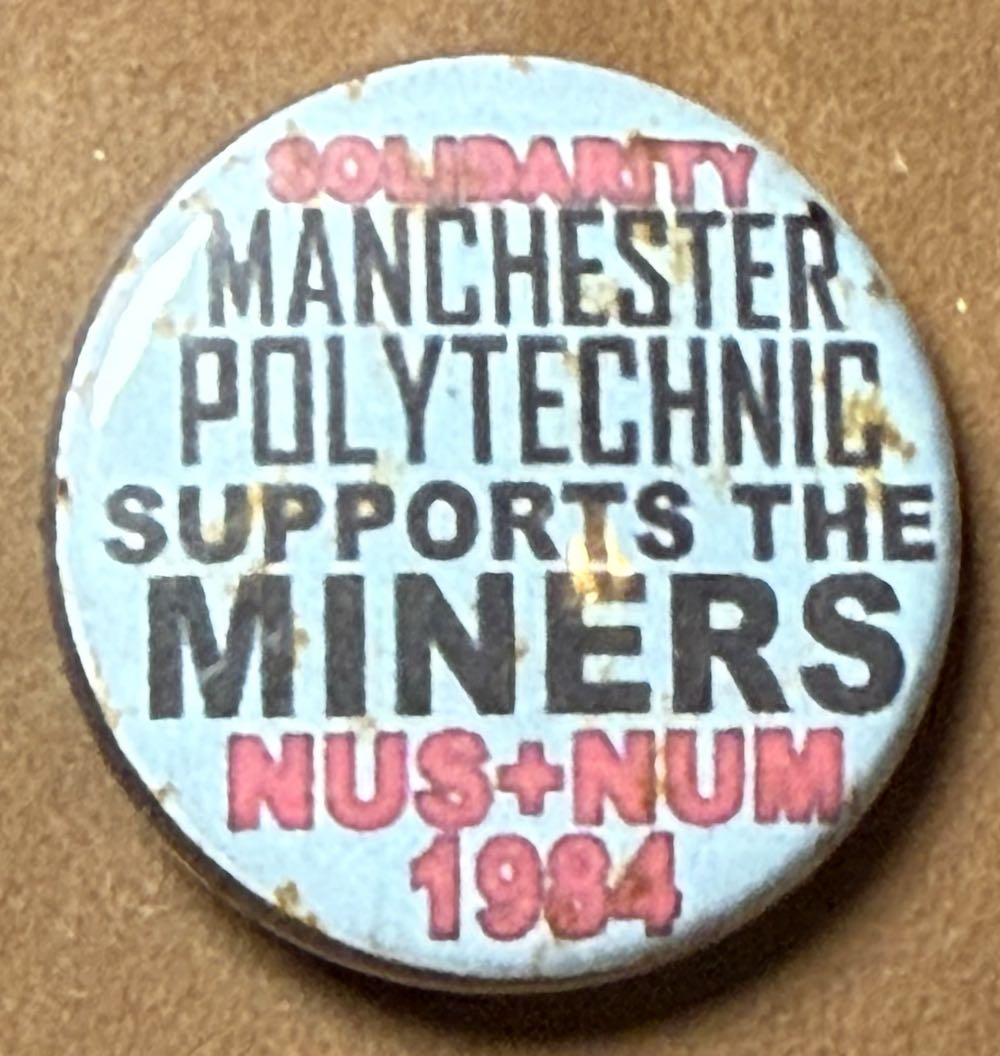 SOLIDARITY
MANCHESTER
POLYTECHNIC
SUPPORTS THE
MINERS
NUS+NUM
1984